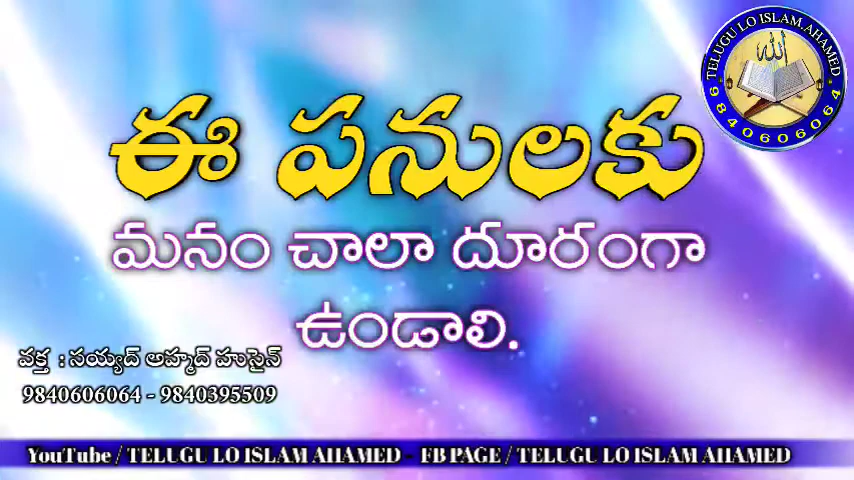 TELUGU LO ISLAM.AHAMED
9840606064
ఈ పనులకు
మనం చాలా దూరంగా
ఉండాలి.
వక్త : సయ్యద్ అహ్మద్ హుసైన్
9840606064 - 9840395509
YouTube / TELUGU LO ISLAM AHAMED - FB PAGE / TELUGU LO ISLAM AHAMED